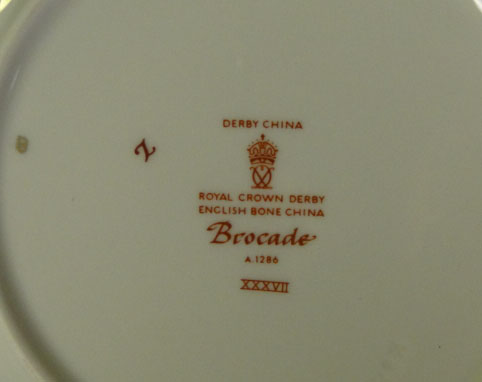 DERBY CHINA
ROYAL CROWN DERBY
ENGLISH BONE CHINA
Brocade
A.1286
XXXVII